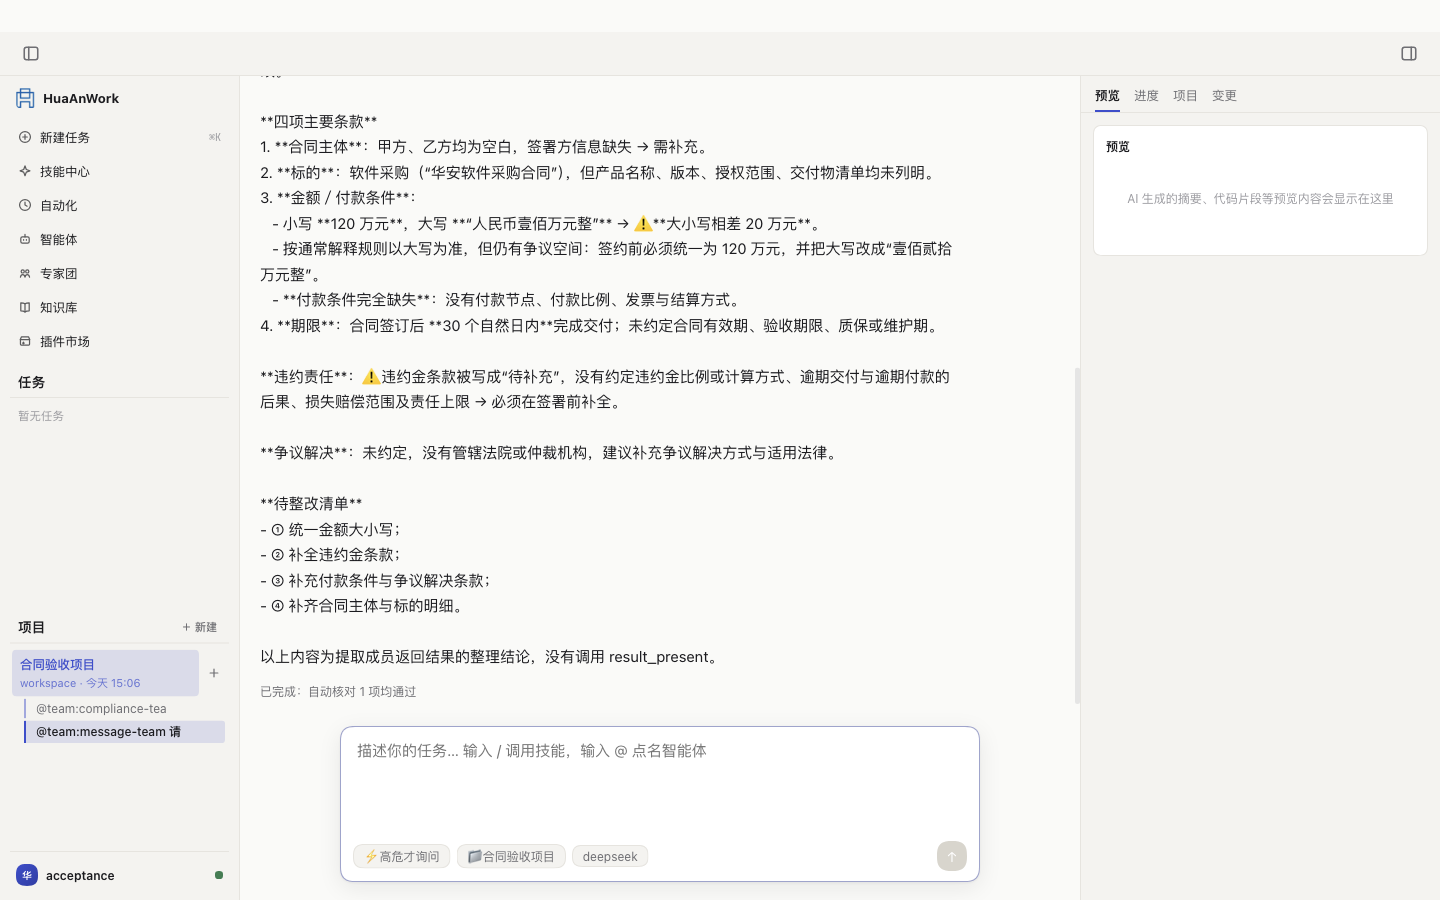 HuaAnWork
新建任务 ⌘K
技能中心
自动化
智能体
专家团
知识库
插件市场
任务
暂无任务
项目 + 新建
合同验收项目
workspace · 今天 15:06
@team:compliance-tea
@team:message-team 请
华 acceptance
**四项主要条款**
1. **合同主体**：甲方、乙方均为空白，签署方信息缺失 → 需补充。
2. **标的**：软件采购（“华安软件采购合同”），但产品名称、版本、授权范围、交付物清单均未列明。
3. **金额 / 付款条件**：
- 小写 **120 万元**，大写 **“人民币壹佰万元整”** → ⚠️**大小写相差 20 万元**。
- 按通常解释规则以大写为准，但仍有争议空间：签约前必须统一为 120 万元，并把大写改成“壹佰贰拾
万元整”。
- **付款条件完全缺失**：没有付款节点、付款比例、发票与结算方式。
4. **期限**：合同签订后 **30 个自然日内**完成交付；未约定合同有效期、验收期限、质保或维护期。
**违约责任**：⚠️违约金条款被写成“待补充”，没有约定违约金比例或计算方式、逾期交付与逾期付款的
后果、损失赔偿范围及责任上限 → 必须在签署前补全。
**争议解决**：未约定，没有管辖法院或仲裁机构，建议补充争议解决方式与适用法律。
**待整改清单**
- ① 统一金额大小写；
- ② 补全违约金条款；
- ③ 补充付款条件与争议解决条款；
- ④ 补齐合同主体与标的明细。
以上内容为提取成员返回结果的整理结论，没有调用 result_present。
已完成：自动核对 1 项均通过
描述你的任务... 输入 / 调用技能，输入 @ 点名智能体
⚡高危才询问 合同验收项目 deepseek
预览 进度 项目 变更
预览
AI 生成的摘要、代码片段等预览内容会显示在这里